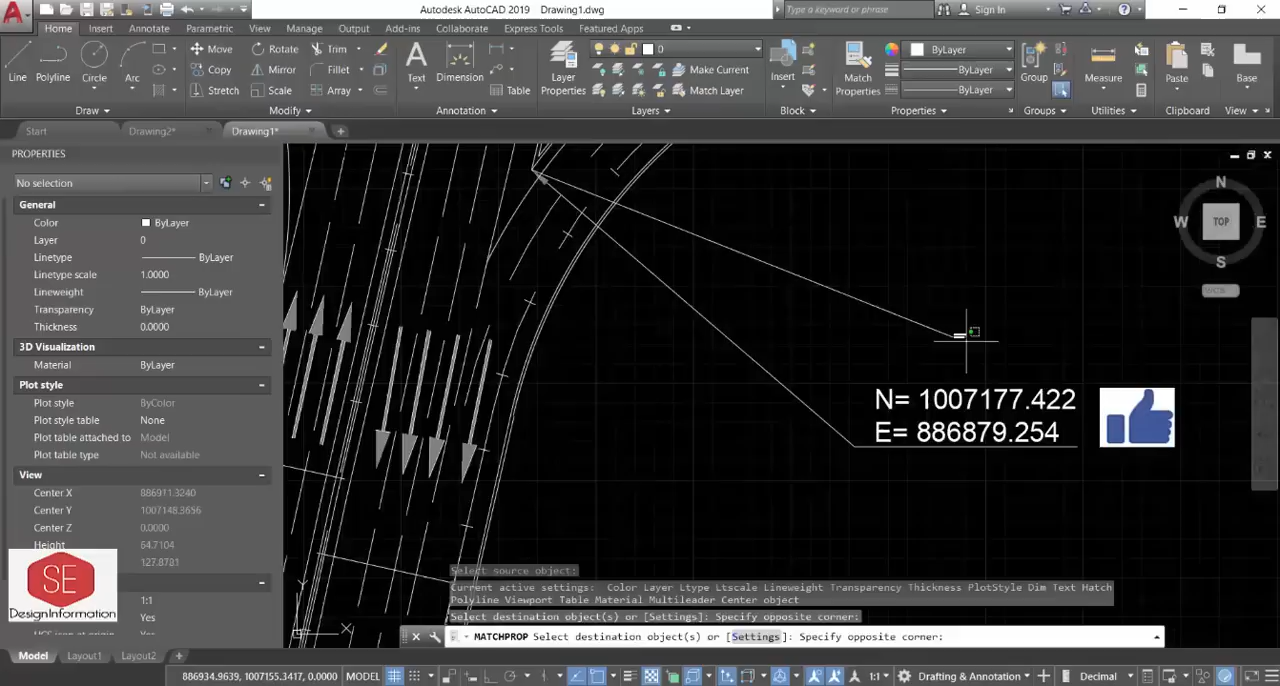 Autodesk AutoCAD 2019 Drawing1.dwg
Type a keyword or phrase
Sign In
Home Insert Annotate Parametric View Manage Output Add-ins Collaborate Express Tools Featured Apps
Line Polyline Circle Arc
Move Rotate Trim
Copy Mirror Fillet
Stretch Scale Array
Text Dimension Table
Layer Properties
0
Make Current
Match Layer
Insert
Match Properties
ByLayer
ByLayer
ByLayer
Group Measure Paste Base
Draw Modify Annotation Layers Block Properties Groups Utilities Clipboard View
Start Drawing2* Drawing1*
PROPERTIES
No selection
General
Color ByLayer
Layer 0
Linetype ByLayer
Linetype scale 1.0000
Lineweight ByLayer
Transparency ByLayer
Thickness 0.0000
3D Visualization
Material ByLayer
Plot style
Plot style ByColor
Plot style table None
Plot table attached to Model
Plot table type Not available
View
Center X 886911.3240
Center Y 1007148.3656
Center Z 0.0000
Height 64.7104
127.8781
1:1
Yes
Yes
SE
DesignInformation
N
W TOP E
S
N= 1007177.422
E= 886879.254
Y
X
Select source object:
Current active settings: Color Layer Ltype Ltscale Lineweight Transparency Thickness PlotStyle Dim Text Hatch
Polyline Viewport Table Material Multileader Center object
Select destination object(s) or [Settings]: Specify opposite corner:
MATCHPROP Select destination object(s) or [Settings]: Specify opposite corner:
Model Layout1 Layout2
886934.9639, 1007155.3417, 0.0000 MODEL 1:1 Drafting & Annotation Decimal